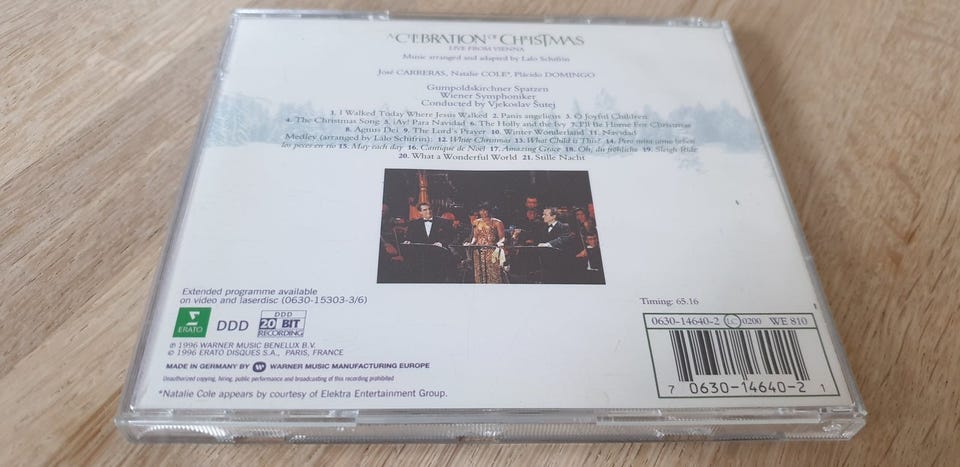 A CELEBRATION OF CHRISTMAS
LIVE FROM VIENNA
Music arranged and adapted by Lalo Schifrin
José CARRERAS, Natalie COLE*, Plácido DOMINGO
Gumpoldskirchner Spatzen
Wiener Symphoniker
Conducted by Vjekoslav Šutej
1. I Walked Today Where Jesus Walked 2. Panis angelicus 3. O Joyful Children
4. The Christmas Song 5. ¡Ay! Para Navidad 6. The Holly and the Ivy 7. I'll Be Home For Christmas
8. Agnus Dei 9. The Lord's Prayer 10. Winter Wonderland 11. Navidad
Medley (arranged by Lalo Schifrin): 12. White Christmas 13. What Child is This? 14. Pero mira como beben
los peces en río 15. May each day 16. Cantique de Noël 17. Amazing Grace 18. Oh, du fröhliche 19. Sleigh Ride
20. What a Wonderful World 21. Stille Nacht
Extended programme available
on video and laserdisc (0630-15303-3/6)
Timing: 65.16
ERATO
DDD
DDD
20 BIT
RECORDING
0630-14640-2 LC 0200 WE 810
℗ 1996 WARNER MUSIC BENELUX B.V.
© 1996 ERATO DISQUES S.A., PARIS, FRANCE
MADE IN GERMANY BY WARNER MUSIC MANUFACTURING EUROPE
Unauthorized copying, hiring, public performance and broadcasting of this recording prohibited
*Natalie Cole appears by courtesy of Elektra Entertainment Group.
7 0630-14640-2 1